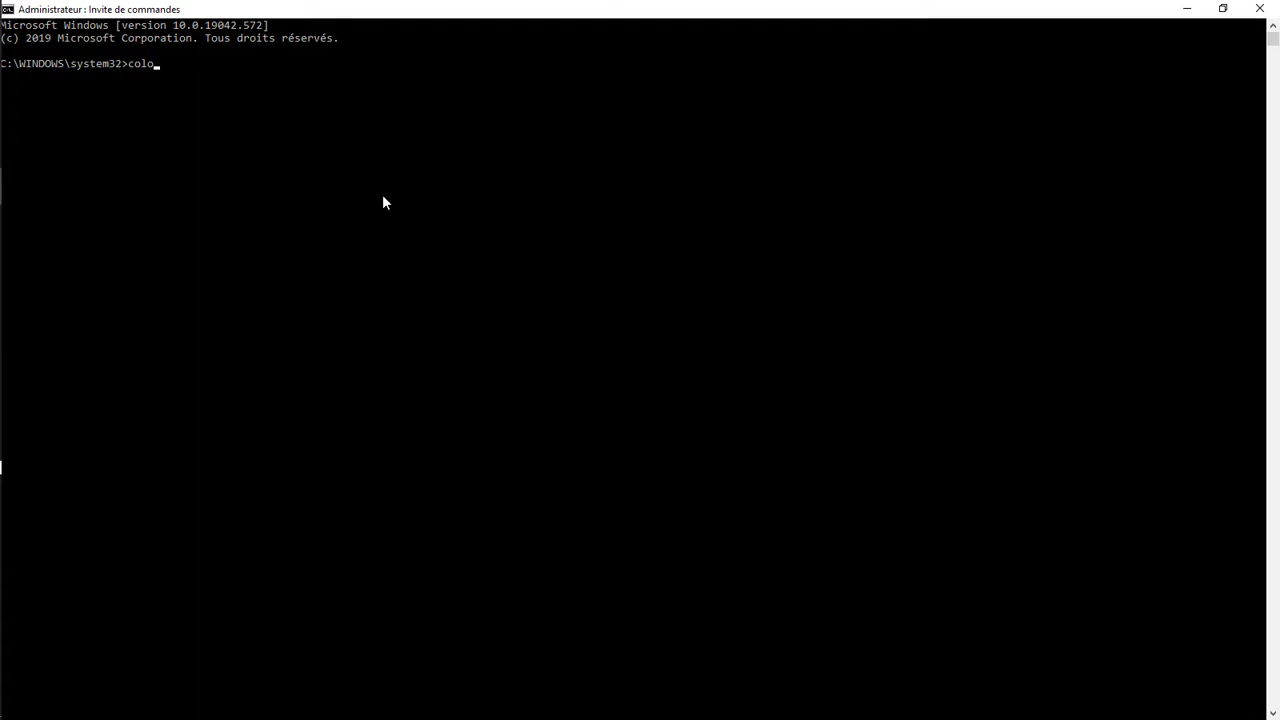 Administrateur : Invite de commandes
Microsoft Windows [version 10.0.19042.572]
(c) 2019 Microsoft Corporation. Tous droits réservés.
C:\WINDOWS\system32>colo